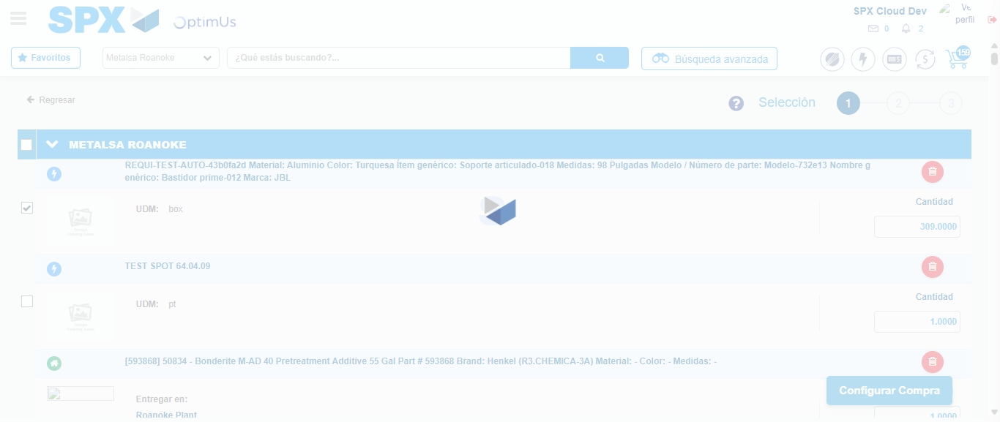 SPX
OptimUs
SPX Cloud Dev
Ve
perfil
0
2
Favoritos
Metalsa Roanoke
¿Qué estás buscando?...
Búsqueda avanzada
159
Regresar
?
Selección
1
2
3
METALSA ROANOKE
REQUI-TEST-AUTO-43b0fa2d Material: Aluminio Color: Turquesa Ítem genérico: Soporte articulado-018 Medidas: 98 Pulgadas Modelo / Número de parte: Modelo-732e13 Nombre g
enérico: Bastidor prime-012 Marca: JBL
Cantidad
UDM: box
309.0000
TEST SPOT 64.04.09
Cantidad
UDM: pt
1.0000
[593868] 50834 - Bonderite M-AD 40 Pretreatment Additive 55 Gal Part # 593868 Brand: Henkel (R3.CHEMICA-3A) Material: - Color: - Medidas: -
Configurar Compra
Entregar en:
Roanoke Plant
1.0000